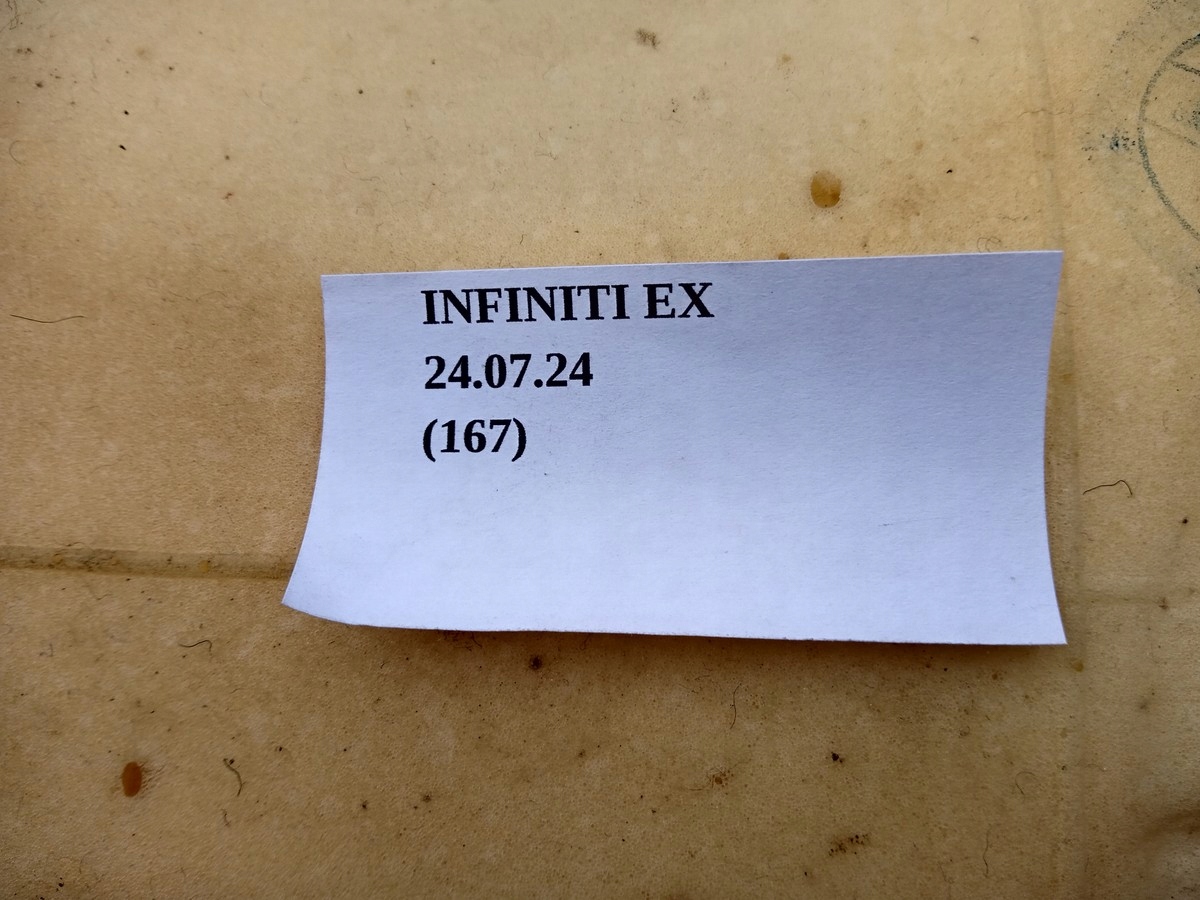 INFINITI EX
24.07.24
(167)